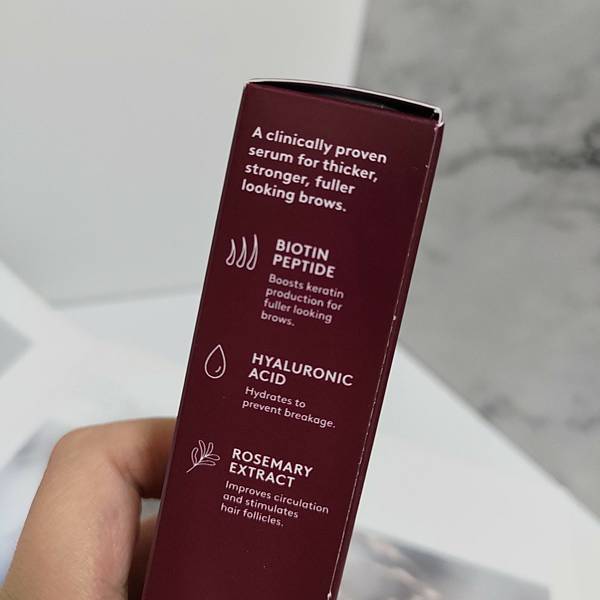 A clinically proven
serum for thicker,
stronger, fuller
looking brows.
BIOTIN
PEPTIDE
Boosts keratin
production for
fuller looking
brows.
HYALURONIC
ACID
Hydrates to
prevent breakage.
ROSEMARY
EXTRACT
Improves circulation
and stimulates
hair follicles.